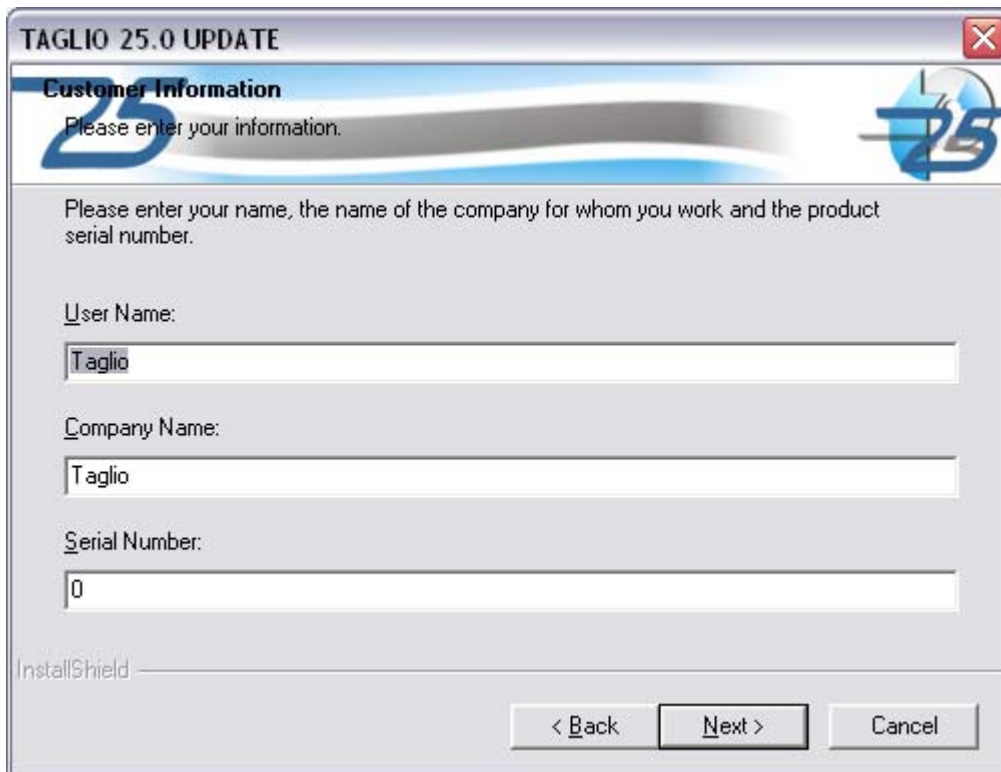 TAGLIO 25.0 UPDATE
Customer Information
Please enter your information.
25
25
Please enter your name, the name of the company for whom you work and the product
serial number.
User Name:
Taglio
Company Name:
Taglio
Serial Number:
0
InstallShield
< Back
Next >
Cancel